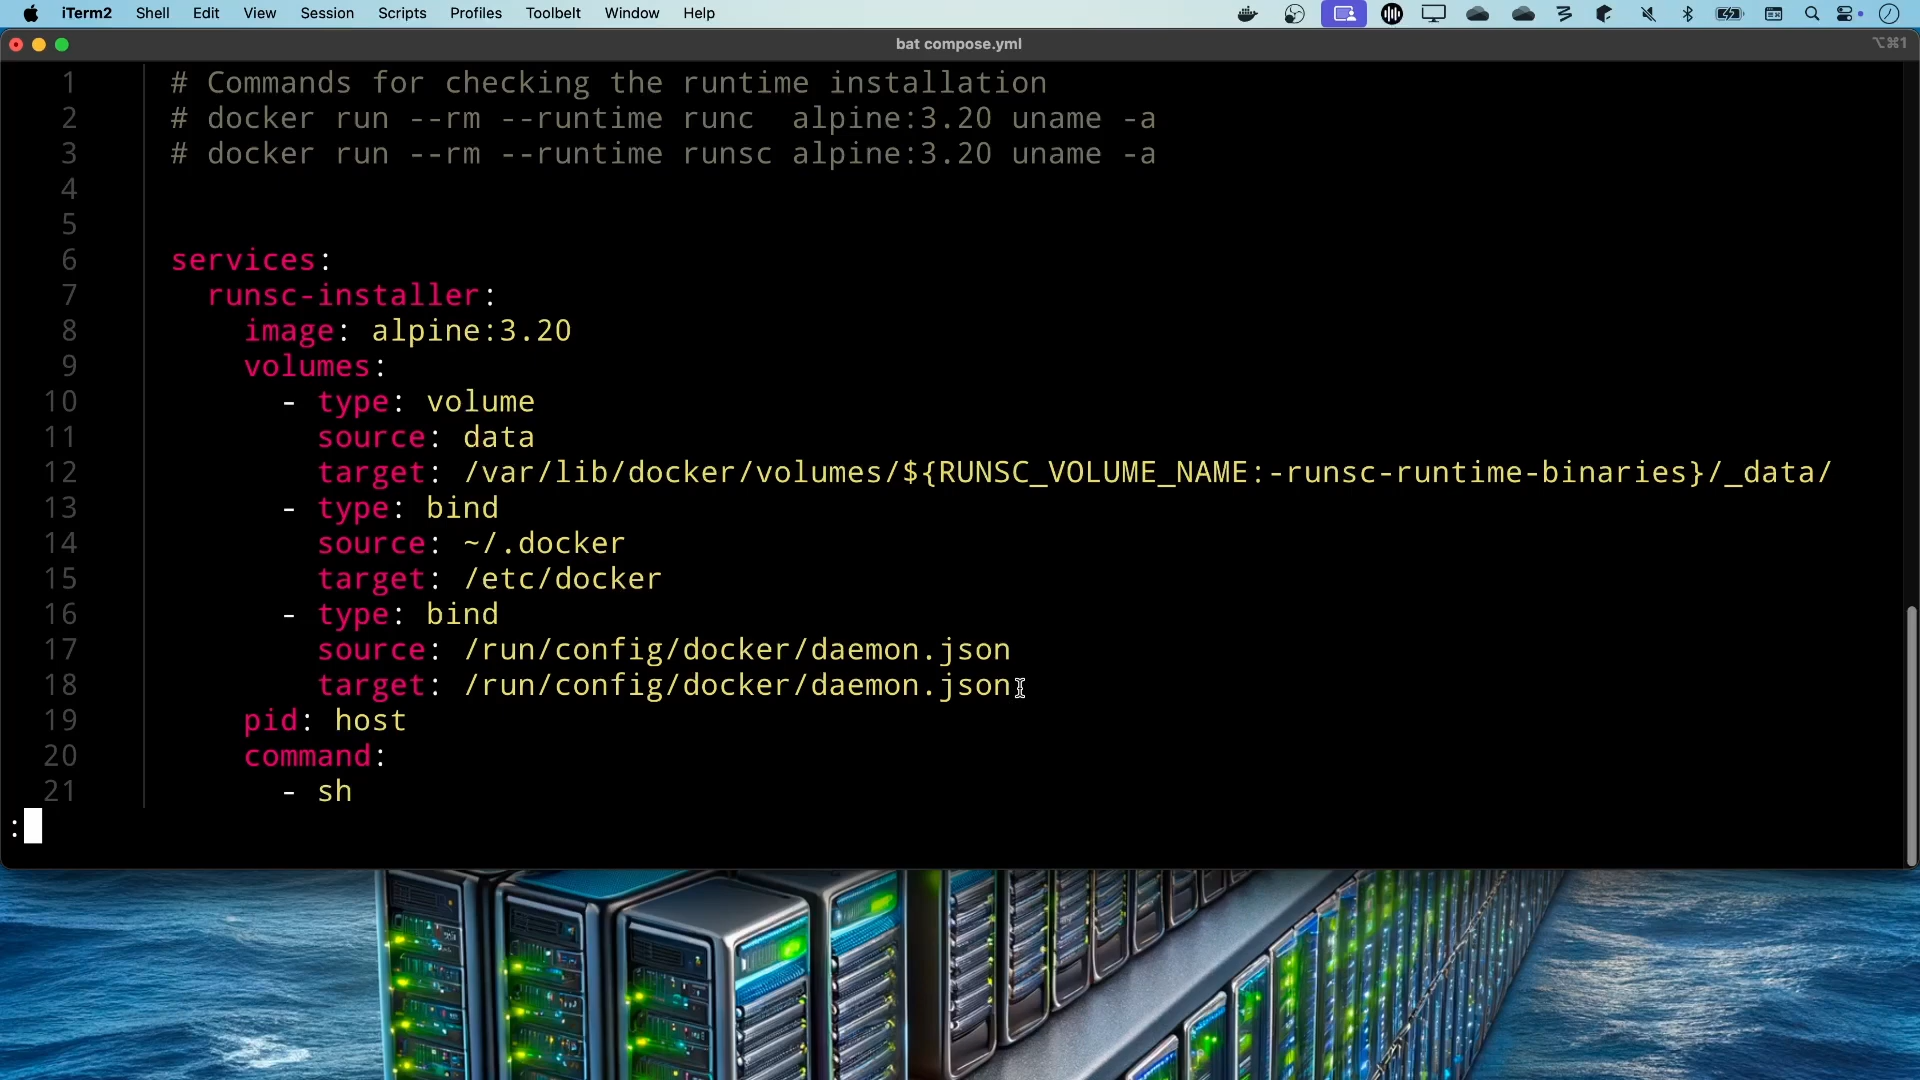 iTerm2 Shell Edit View Session Scripts Profiles Toolbelt Window Help
bat compose.yml ⌥⌘1
1 # Commands for checking the runtime installation
2 # docker run --rm --runtime runc  alpine:3.20 uname -a
3 # docker run --rm --runtime runsc alpine:3.20 uname -a
4
5
6 services:
7   runsc-installer:
8     image: alpine:3.20
9     volumes:
10       - type: volume
11         source: data
12         target: /var/lib/docker/volumes/${RUNSC_VOLUME_NAME:-runsc-runtime-binaries}/_data/
13       - type: bind
14         source: ~/.docker
15         target: /etc/docker
16       - type: bind
17         source: /run/config/docker/daemon.json
18         target: /run/config/docker/daemon.json
19     pid: host
20     command:
21       - sh
: